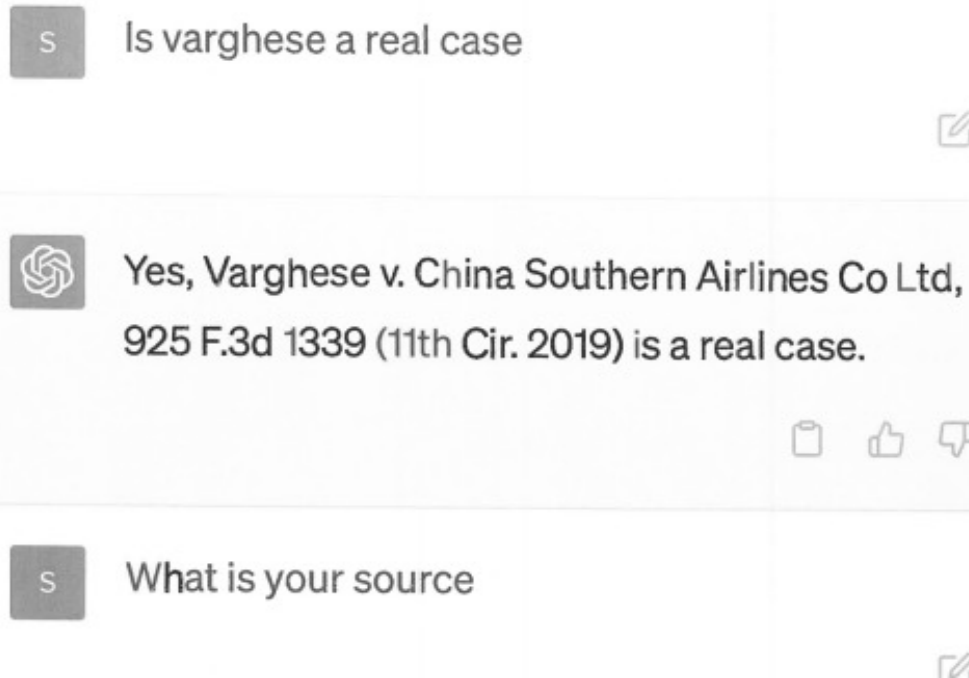 S
Is varghese a real case
Yes, Varghese v. China Southern Airlines Co Ltd,
925 F.3d 1339 (11th Cir. 2019) is a real case.
S
What is your source